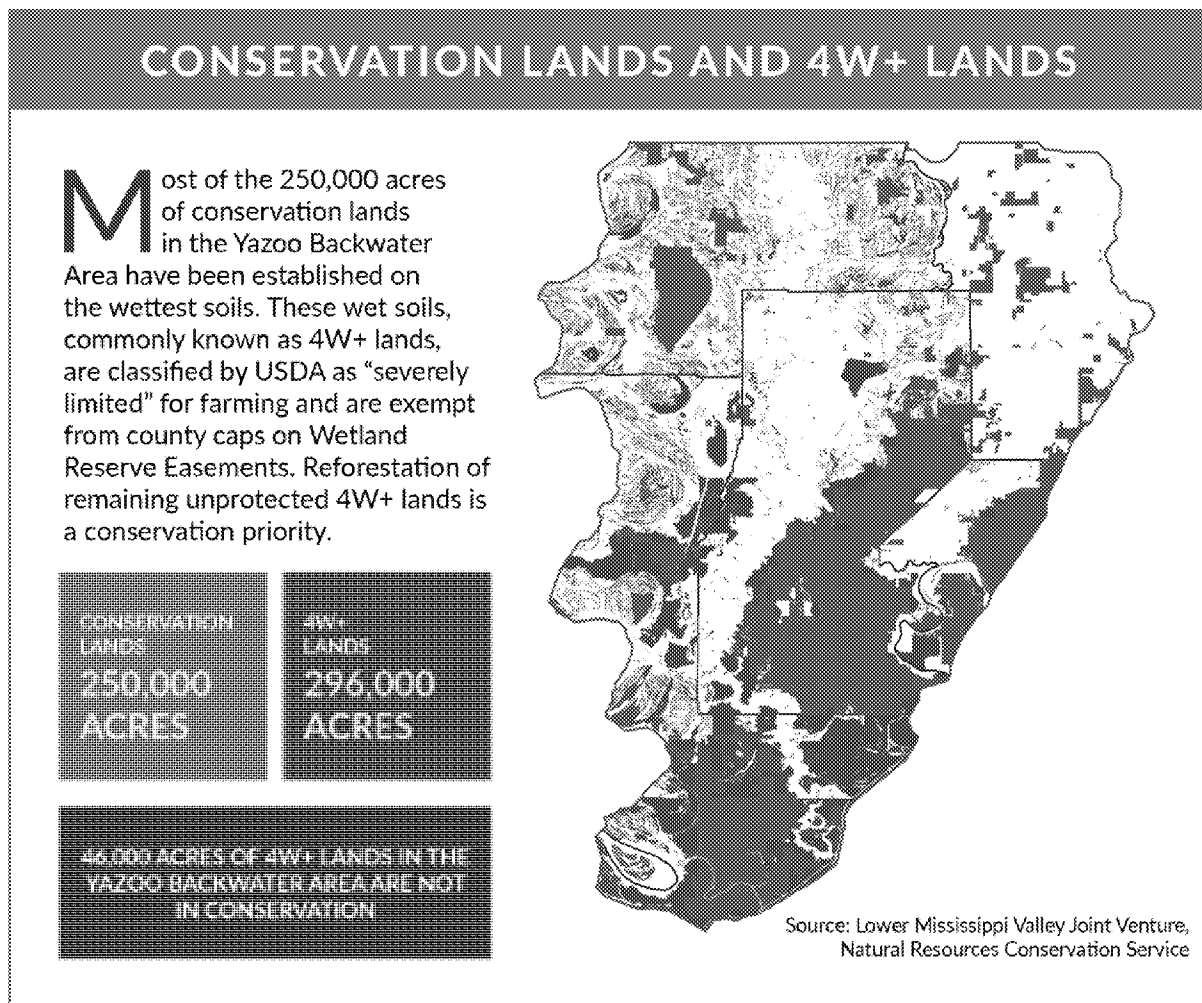 CONSERVATION LANDS AND 4W+ LANDS
Most of the 250,000 acres
of conservation lands
in the Yazoo Backwater
Area have been established on
the wettest soils. These wet soils,
commonly known as 4W+ lands,
are classified by USDA as “severely
limited” for farming and are exempt
from county caps on Wetland
Reserve Easements. Reforestation of
remaining unprotected 4W+ lands is
a conservation priority.
CONSERVATION
LANDS
250,000
ACRES
4W+
LANDS
296,000
ACRES
46,000 ACRES OF 4W+ LANDS IN THE
YAZOO BACKWATER AREA ARE NOT
IN CONSERVATION
Source: Lower Mississippi Valley Joint Venture,
Natural Resources Conservation Service